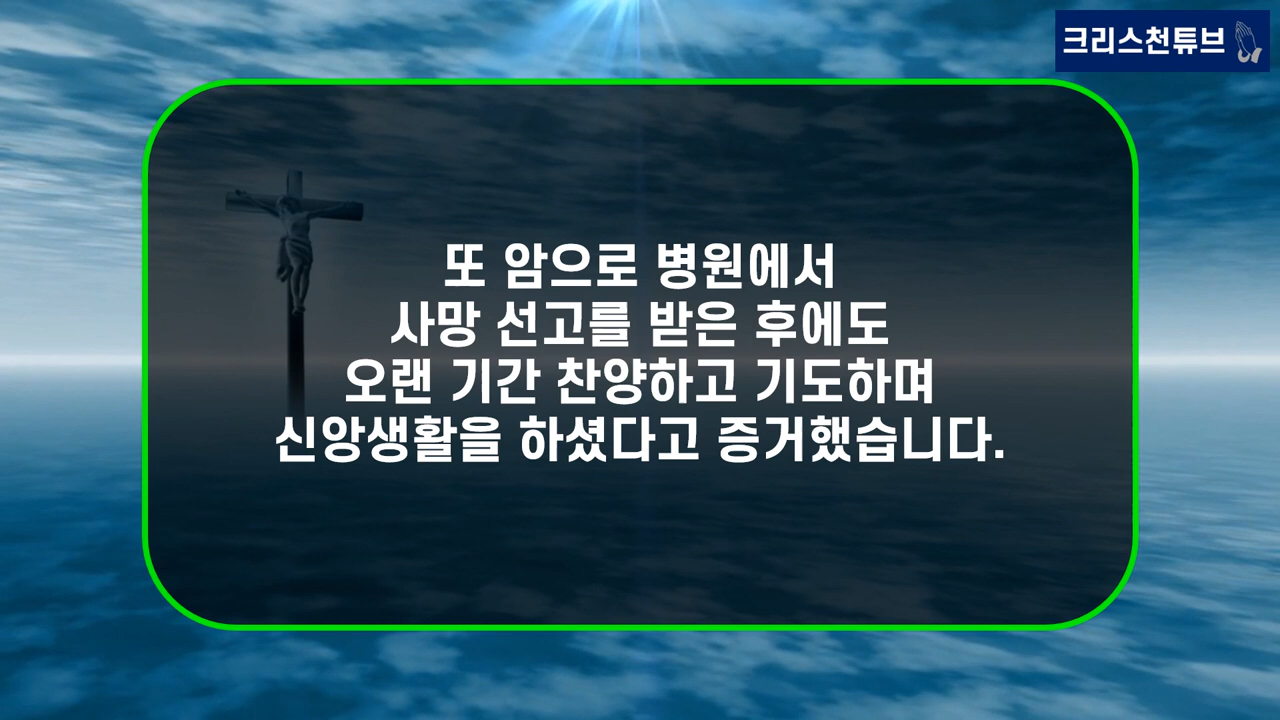 크리스천튜브
또 암으로 병원에서
사망 선고를 받은 후에도
오랜 기간 찬양하고 기도하며
신앙생활을 하셨다고 증거했습니다.